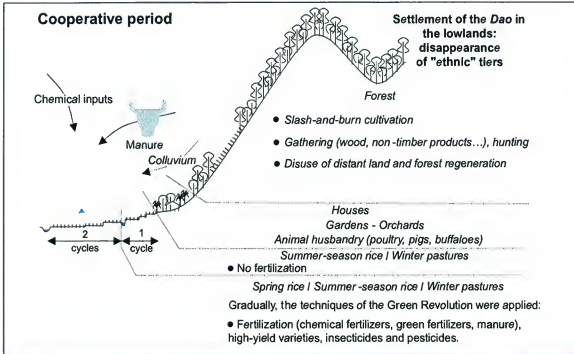 Cooperative period
Settlement of the Dao in
the lowlands:
disappearance
of "ethnic" tiers
Chemical inputs
Manure
Colluvium
Forest
● Slash-and-burn cultivation
● Gathering (wood, non -timber products...), hunting
● Disuse of distant land and forest regeneration
2
cycles
1
cycle
Houses
Gardens - Orchards
Animal husbandry (poultry, pigs, buffaloes)
Summer-season rice / Winter pastures
● No fertilization
Spring rice / Summer-season rice / Winter pastures
Gradually, the techniques of the Green Revolution were applied:
● Fertilization (chemical fertilizers, green fertilizers, manure),
high-yield varieties, insecticides and pesticides.